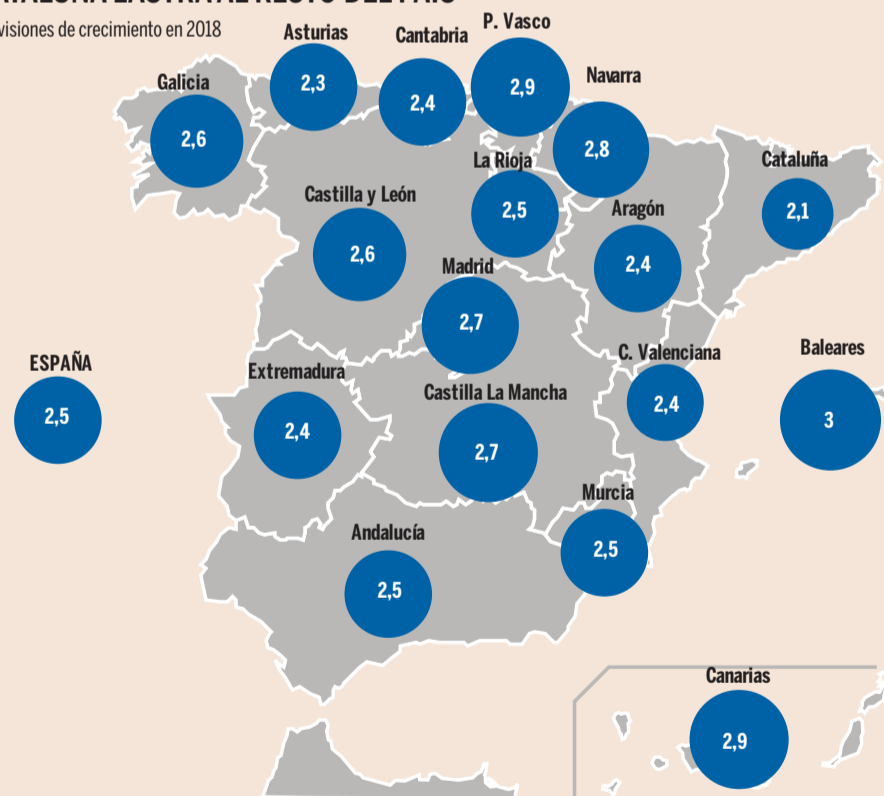 visiones de crecimiento en 2018
P. Vasco
Asturias
Cantabria
2,9
Galicia
2,3
Navarra
2,4
2,6
2,8
La Rioja
Cataluña
2,5
2,1
Castilla y León
Aragón
2,6
2,4
Madrid
2,7
ESPAÑA
2,5
Extremadura
2,4
C. Valenciana
2,4
Baleares
3
Castilla La Mancha
2,7
Murcia
2,5
Andalucía
2,5
Canarias
2,9